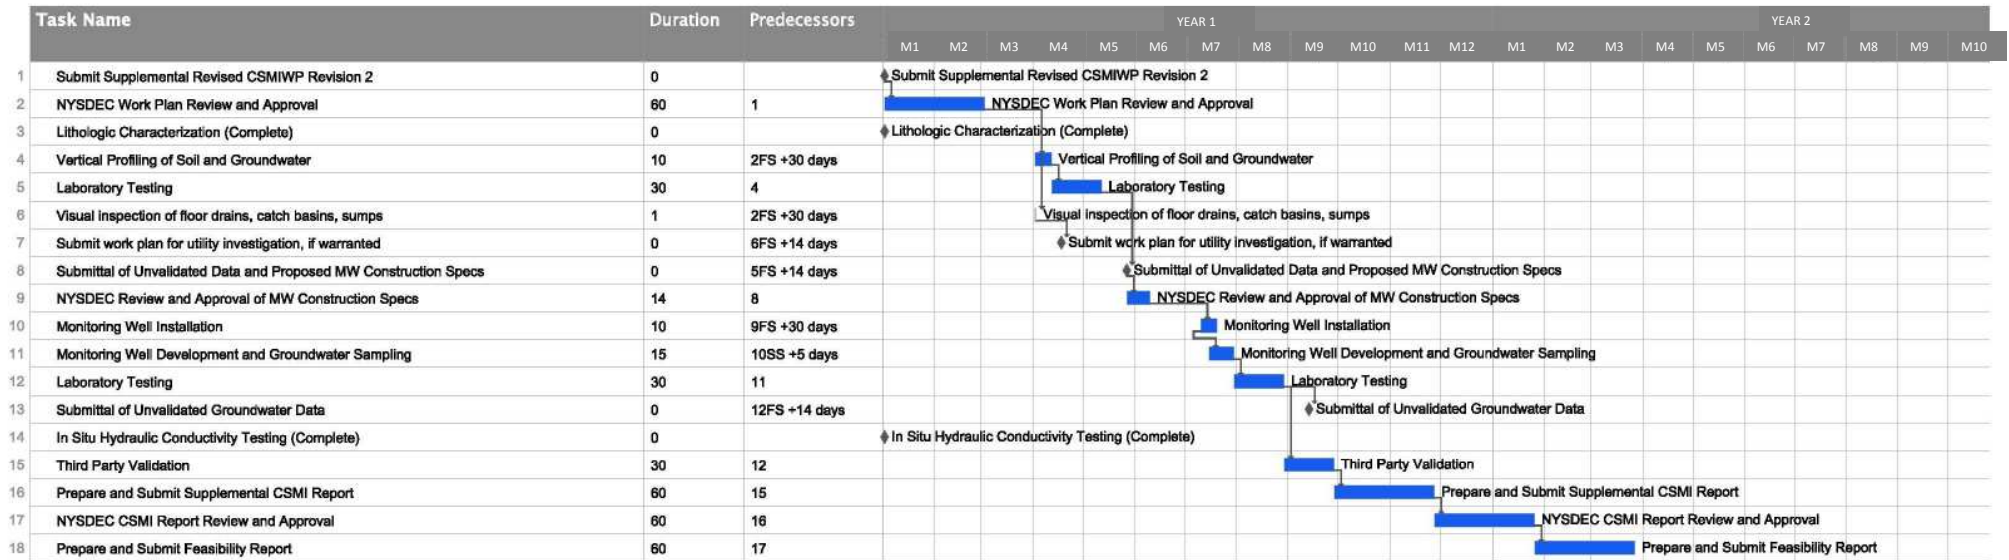 Task Name Duration Predecessors YEAR 1 YEAR 2
M1 M2 M3 M4 M5 M6 M7 M8 M9 M10 M11 M12 M1 M2 M3 M4 M5 M6 M7 M8 M9 M10
1 Submit Supplemental Revised CSMIWP Revision 2 0 Submit Supplemental Revised CSMIWP Revision 2
2 NYSDEC Work Plan Review and Approval 60 1 NYSDEC Work Plan Review and Approval
3 Lithologic Characterization (Complete) 0 Lithologic Characterization (Complete)
4 Vertical Profiling of Soil and Groundwater 10 2FS +30 days Vertical Profiling of Soil and Groundwater
5 Laboratory Testing 30 4 Laboratory Testing
6 Visual inspection of floor drains, catch basins, sumps 1 2FS +30 days Visual inspection of floor drains, catch basins, sumps
7 Submit work plan for utility investigation, if warranted 0 6FS +14 days Submit work plan for utility investigation, if warranted
8 Submittal of Unvalidated Data and Proposed MW Construction Specs 0 5FS +14 days Submittal of Unvalidated Data and Proposed MW Construction Specs
9 NYSDEC Review and Approval of MW Construction Specs 14 8 NYSDEC Review and Approval of MW Construction Specs
10 Monitoring Well Installation 10 9FS +30 days Monitoring Well Installation
11 Monitoring Well Development and Groundwater Sampling 15 10SS +5 days Monitoring Well Development and Groundwater Sampling
12 Laboratory Testing 30 11 Laboratory Testing
13 Submittal of Unvalidated Groundwater Data 0 12FS +14 days Submittal of Unvalidated Groundwater Data
14 In Situ Hydraulic Conductivity Testing (Complete) 0 In Situ Hydraulic Conductivity Testing (Complete)
15 Third Party Validation 30 12 Third Party Validation
16 Prepare and Submit Supplemental CSMI Report 60 15 Prepare and Submit Supplemental CSMI Report
17 NYSDEC CSMI Report Review and Approval 60 16 NYSDEC CSMI Report Review and Approval
18 Prepare and Submit Feasibility Report 60 17 Prepare and Submit Feasibility Report